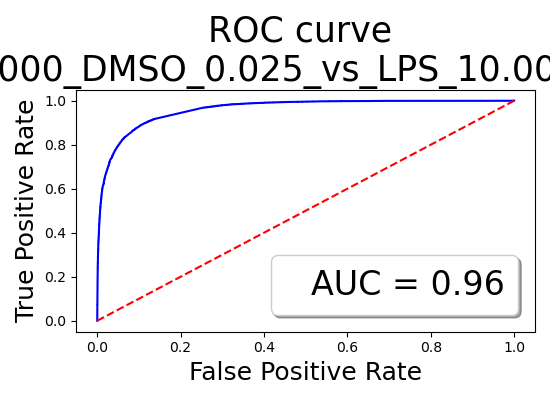 ROC curve
000_DMSO_0.025_vs_LPS_10.00
True Positive Rate
1.0
0.8
0.6
0.4
0.2
0.0
AUC = 0.96
0.0 0.2 0.4 0.6 0.8 1.0
False Positive Rate